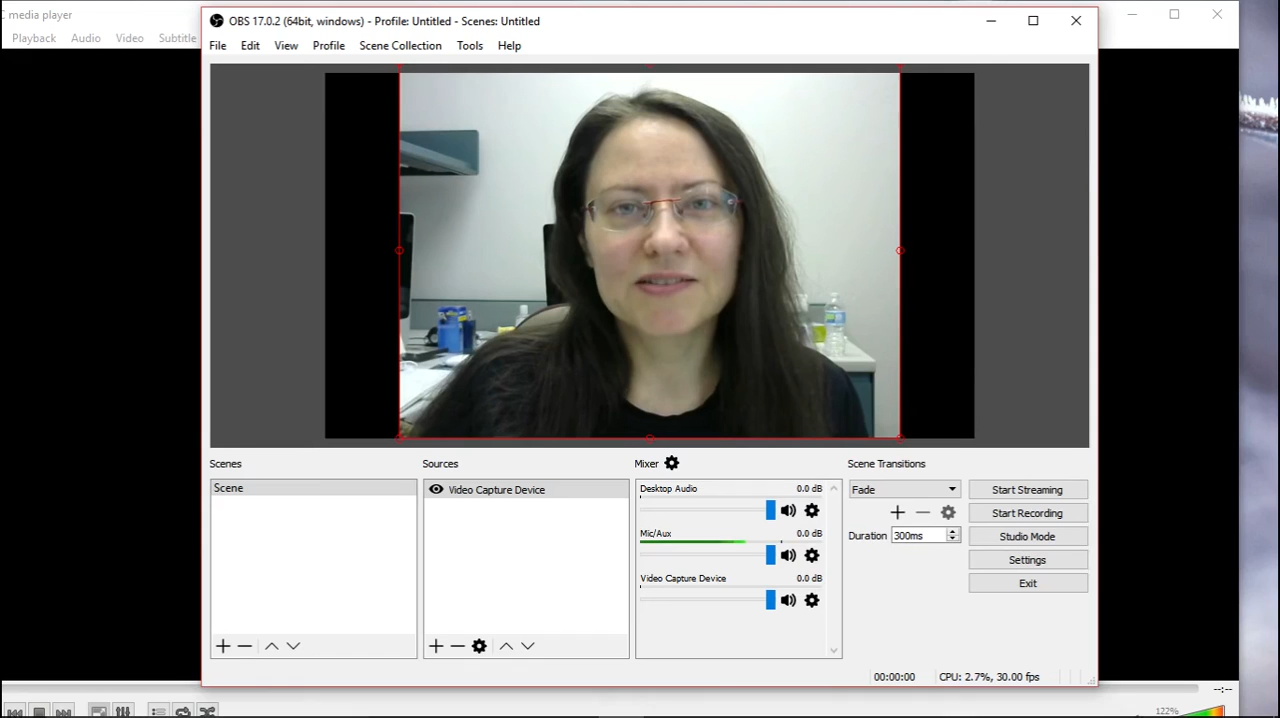 C media player
Playback Audio Video Subtitle
OBS 17.0.2 (64bit, windows) - Profile: Untitled - Scenes: Untitled
File Edit View Profile Scene Collection Tools Help
Scenes
Scene
Sources
Video Capture Device
Mixer
Desktop Audio 0.0 dB
Mic/Aux 0.0 dB
Video Capture Device 0.0 dB
Scene Transitions
Fade
Duration 300ms
Start Streaming
Start Recording
Studio Mode
Settings
Exit
00:00:00 CPU: 2.7%, 30.00 fps
--:--
122%